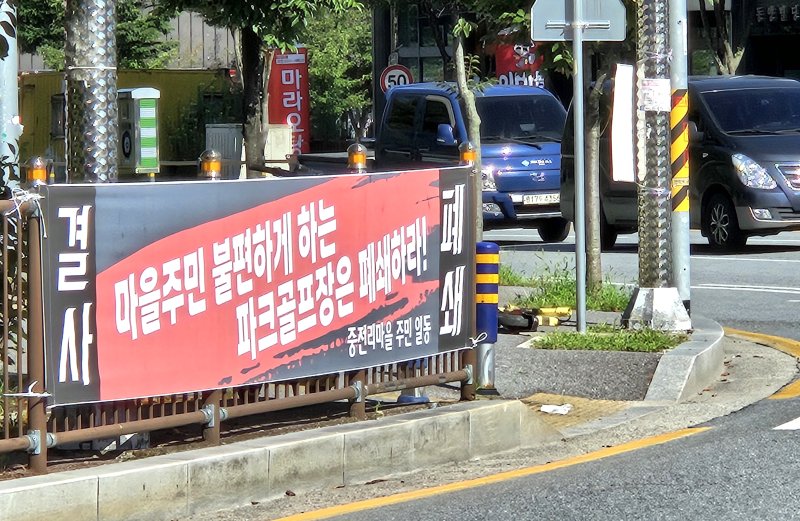 결사
마을주민 불편하게 하는
파크골프장은 폐쇄하라!
중전리마을 주민 일동
폐쇄
마라
50